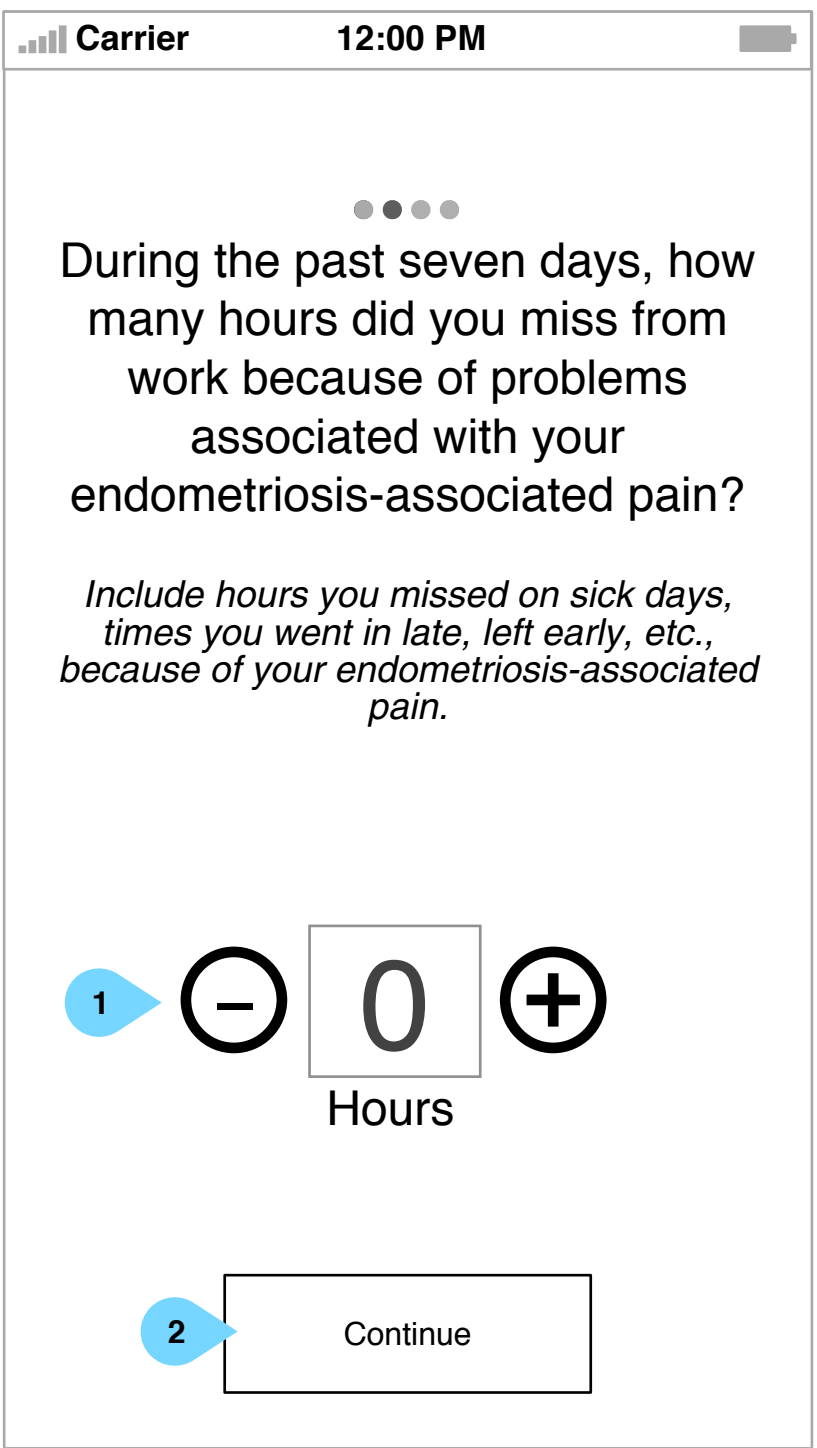 Carrier 12:00 PM
During the past seven days, how
many hours did you miss from
work because of problems
associated with your
endometriosis-associated pain?
Include hours you missed on sick days,
times you went in late, left early, etc.,
because of your endometriosis-associated
pain.
1
- 0 +
Hours
2
Continue